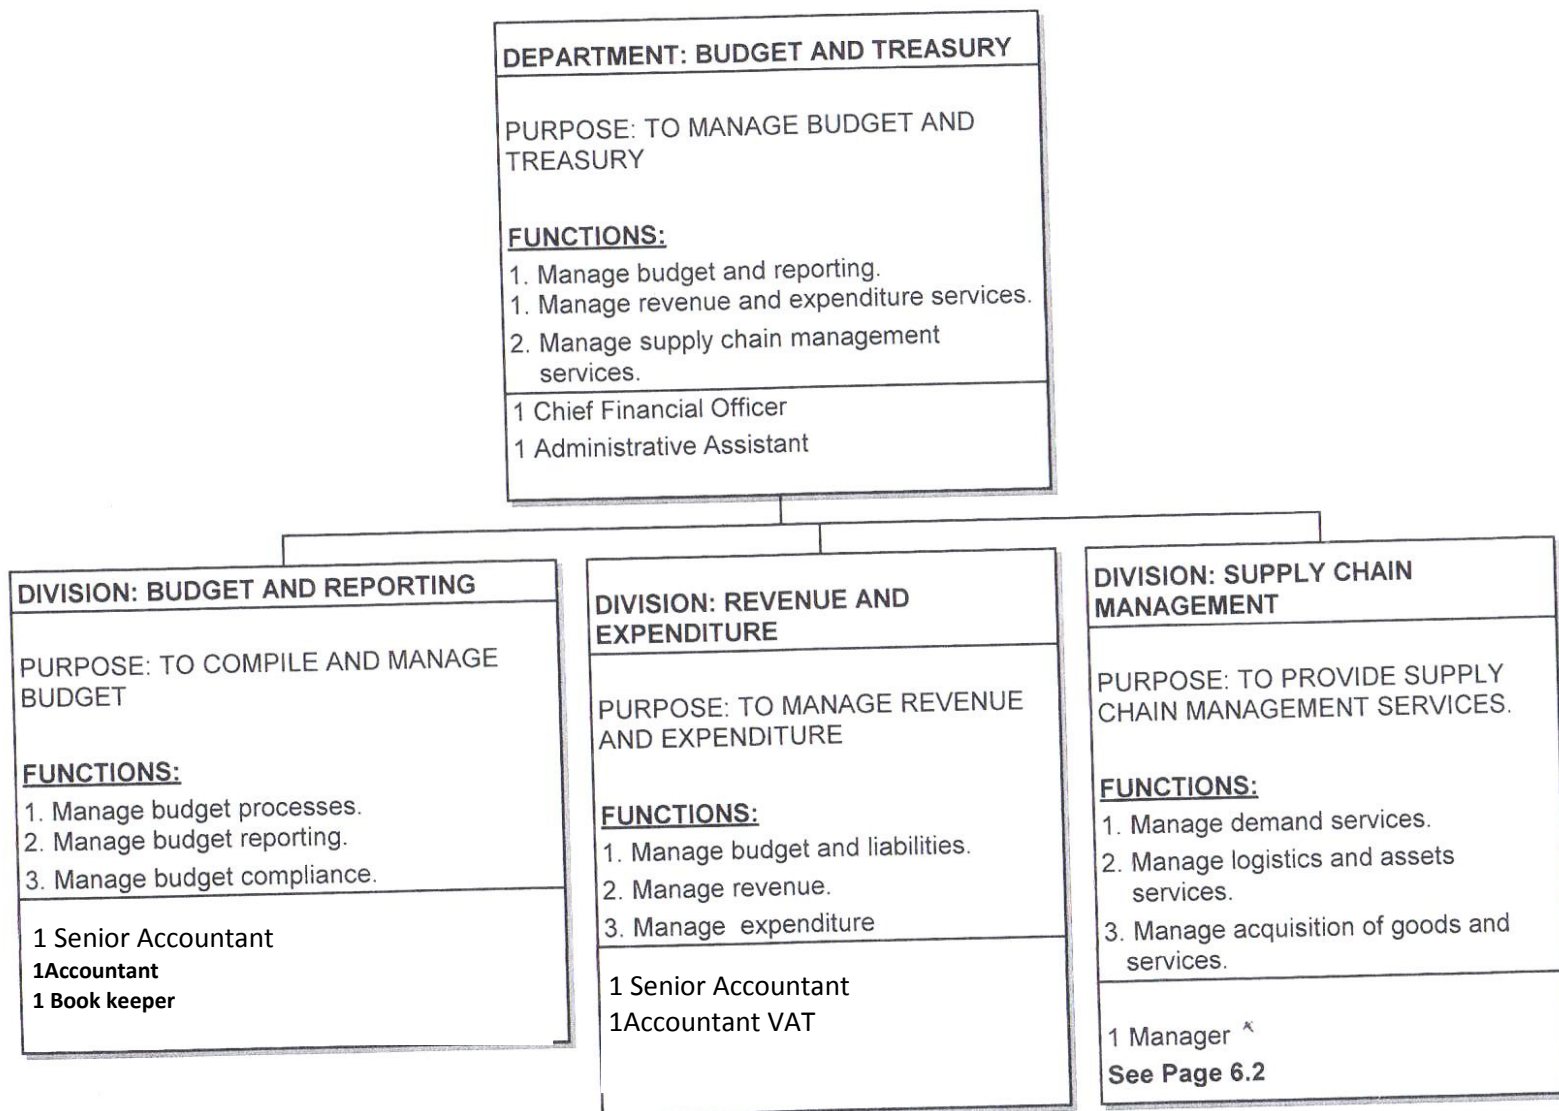 DEPARTMENT: BUDGET AND TREASURY
PURPOSE: TO MANAGE BUDGET AND
TREASURY
FUNCTIONS:
1. Manage budget and reporting.
1. Manage revenue and expenditure services.
2. Manage supply chain management
services.
1 Chief Financial Officer
1 Administrative Assistant
DIVISION: BUDGET AND REPORTING
PURPOSE: TO COMPILE AND MANAGE
BUDGET
FUNCTIONS:
1. Manage budget processes.
2. Manage budget reporting.
3. Manage budget compliance.
1 Senior Accountant
1Accountant
1 Book keeper
DIVISION: REVENUE AND
EXPENDITURE
PURPOSE: TO MANAGE REVENUE
AND EXPENDITURE
FUNCTIONS:
1. Manage budget and liabilities.
2. Manage revenue.
3. Manage expenditure
1 Senior Accountant
1Accountant VAT
DIVISION: SUPPLY CHAIN
MANAGEMENT
PURPOSE: TO PROVIDE SUPPLY
CHAIN MANAGEMENT SERVICES.
FUNCTIONS:
1. Manage demand services.
2. Manage logistics and assets
services.
3. Manage acquisition of goods and
services.
1 Manager
See Page 6.2